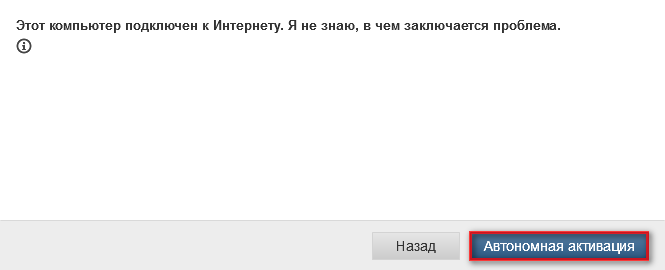 Этот компьютер подключен к Интернету. Я не знаю, в чем заключается проблема.
Назад
Автономная активация